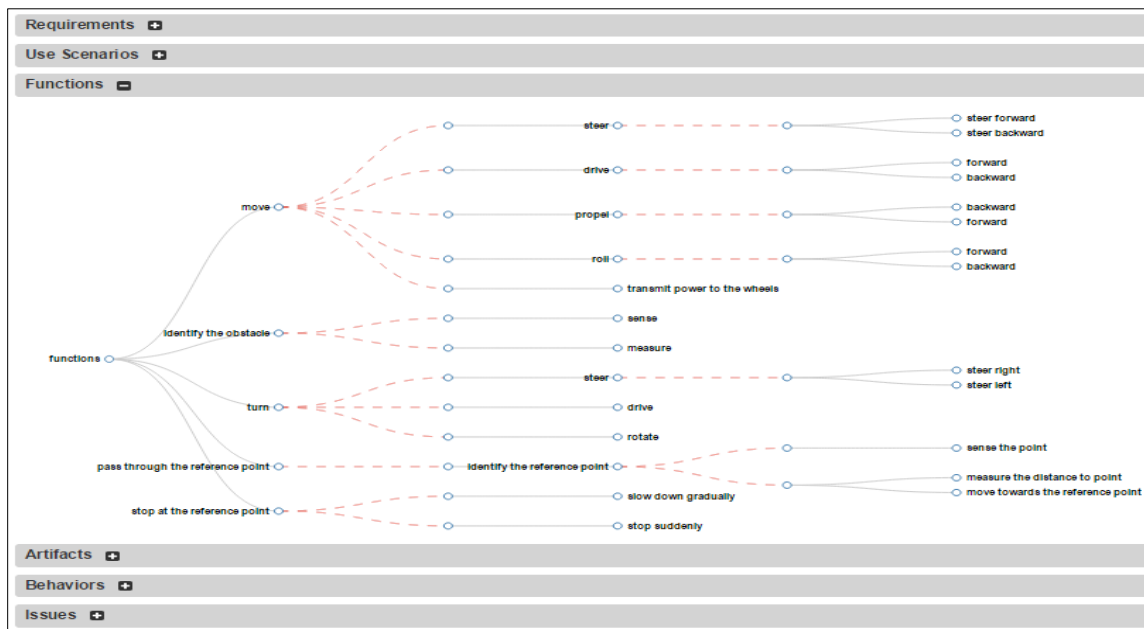 Requirements
Use Scenarios
Functions
steer forward
steer
steer backward
forward
drive
backward
move
backward
propel
forward
forward
roll
backward
transmit power to the wheels
sense
identify the obstacle
measure
functions
steer right
steer
steer left
turn
drive
rotate
sense the point
pass through the reference point
identify the reference point
measure the distance to point
move towards the reference point
slow down gradually
stop at the reference point
stop suddenly
Artifacts
Behaviors
Issues